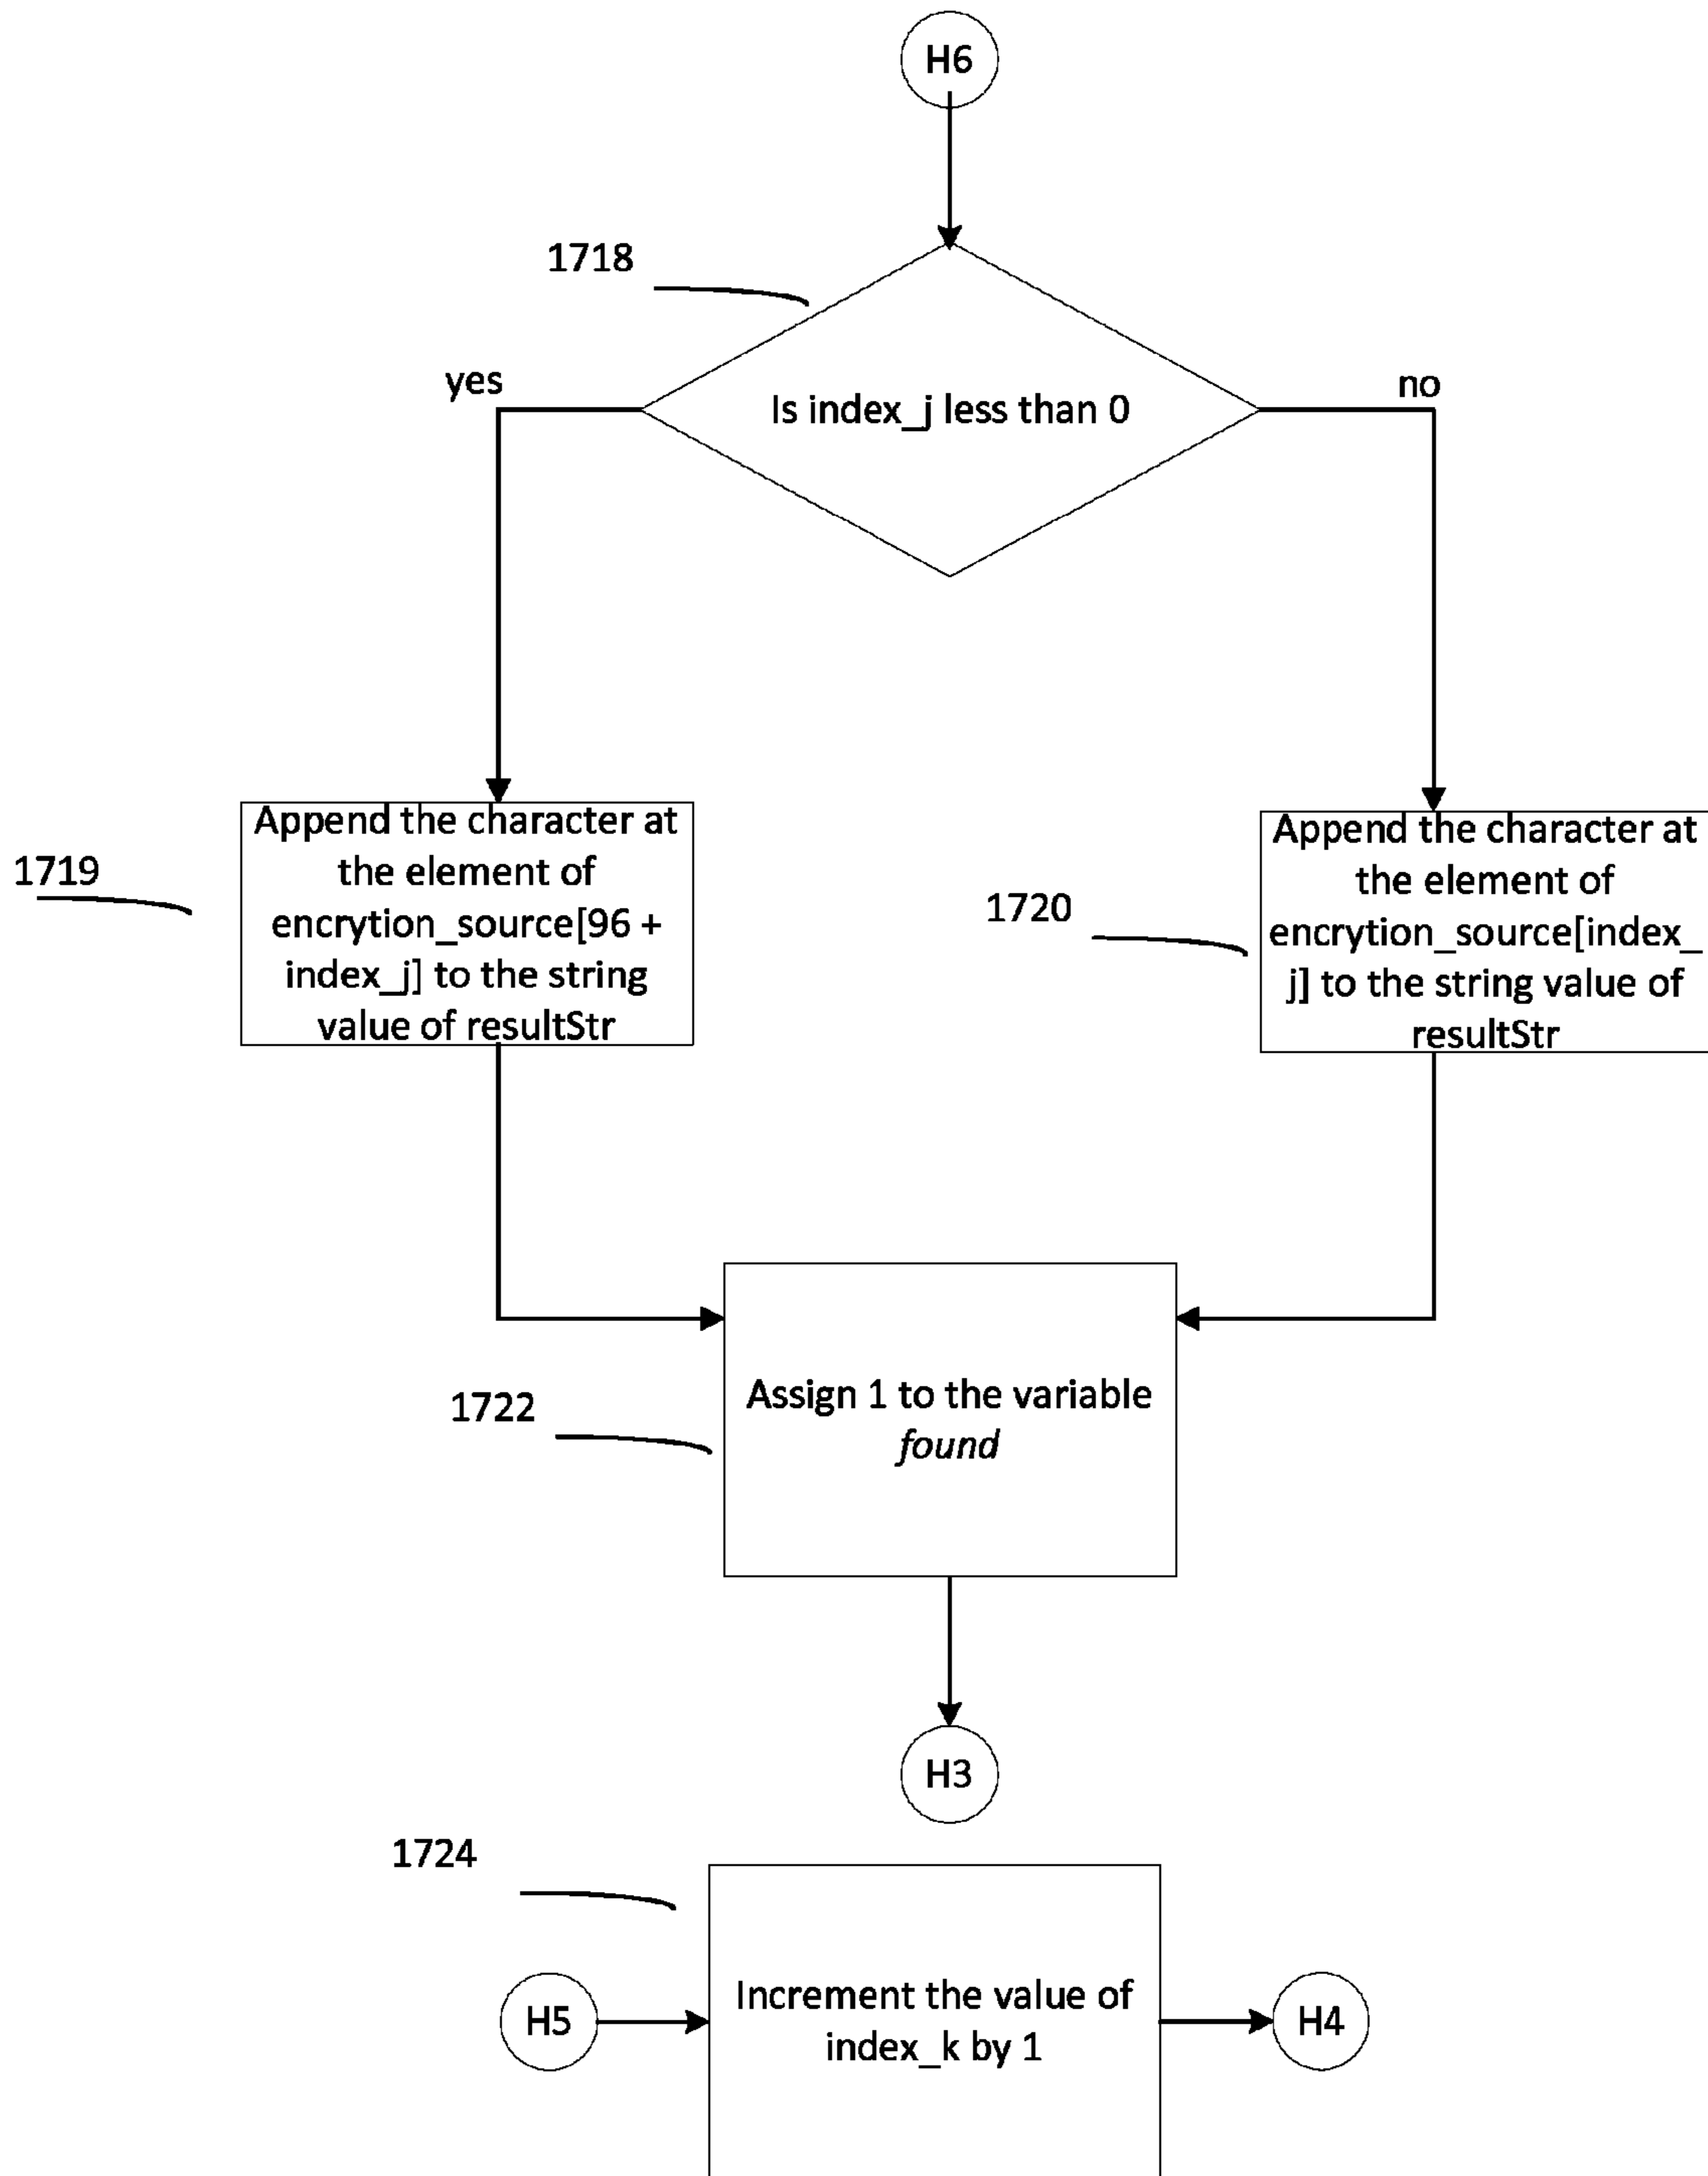 H6
1718
yes
Is index_j less than 0
no
1719
Append the character at
the element of
encrytion_source[96 +
index_j] to the string
value of resultStr
1720
Append the character at
the element of
encrytion_source[index_
j] to the string value of
resultStr
1722
Assign 1 to the variable
found
H3
1724
H5
Increment the value of
index_k by 1
H4